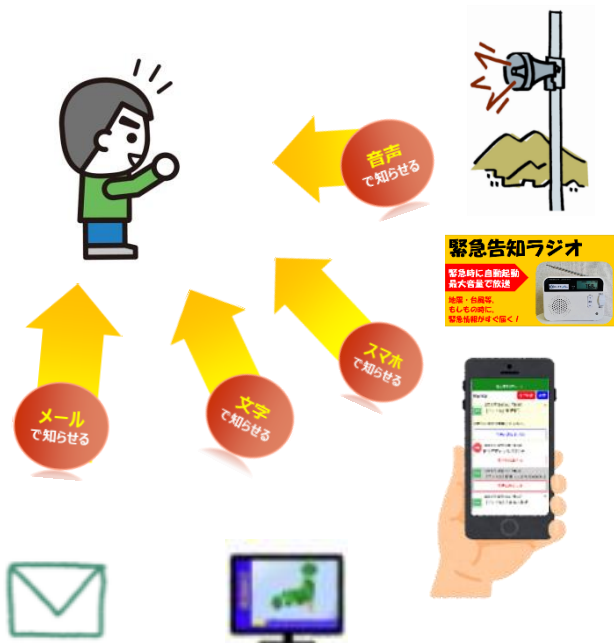 音声
で知らせる
緊急告知ラジオ
緊急時に自動起動
最大音量で放送
地震・台風等、
もしもの時に、
緊急情報がすぐ届く！
スマホ
で知らせる
文字
で知らせる
メール
で知らせる